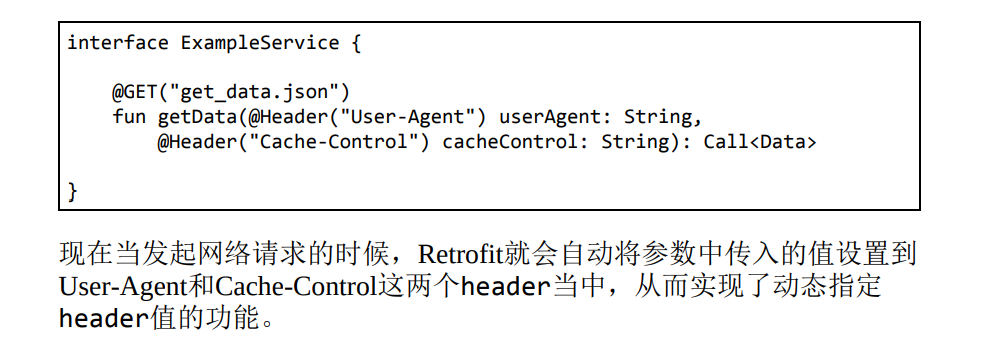 interface ExampleService {
@GET("get_data.json")
fun getData(@Header("User-Agent") userAgent: String,
@Header("Cache-Control") cacheControl: String): Call<Data>
}
现在当发起网络请求的时候，Retrofit就会自动将参数中传入的值设置到
User-Agent和Cache-Control这两个header当中，从而实现了动态指定
header值的功能。